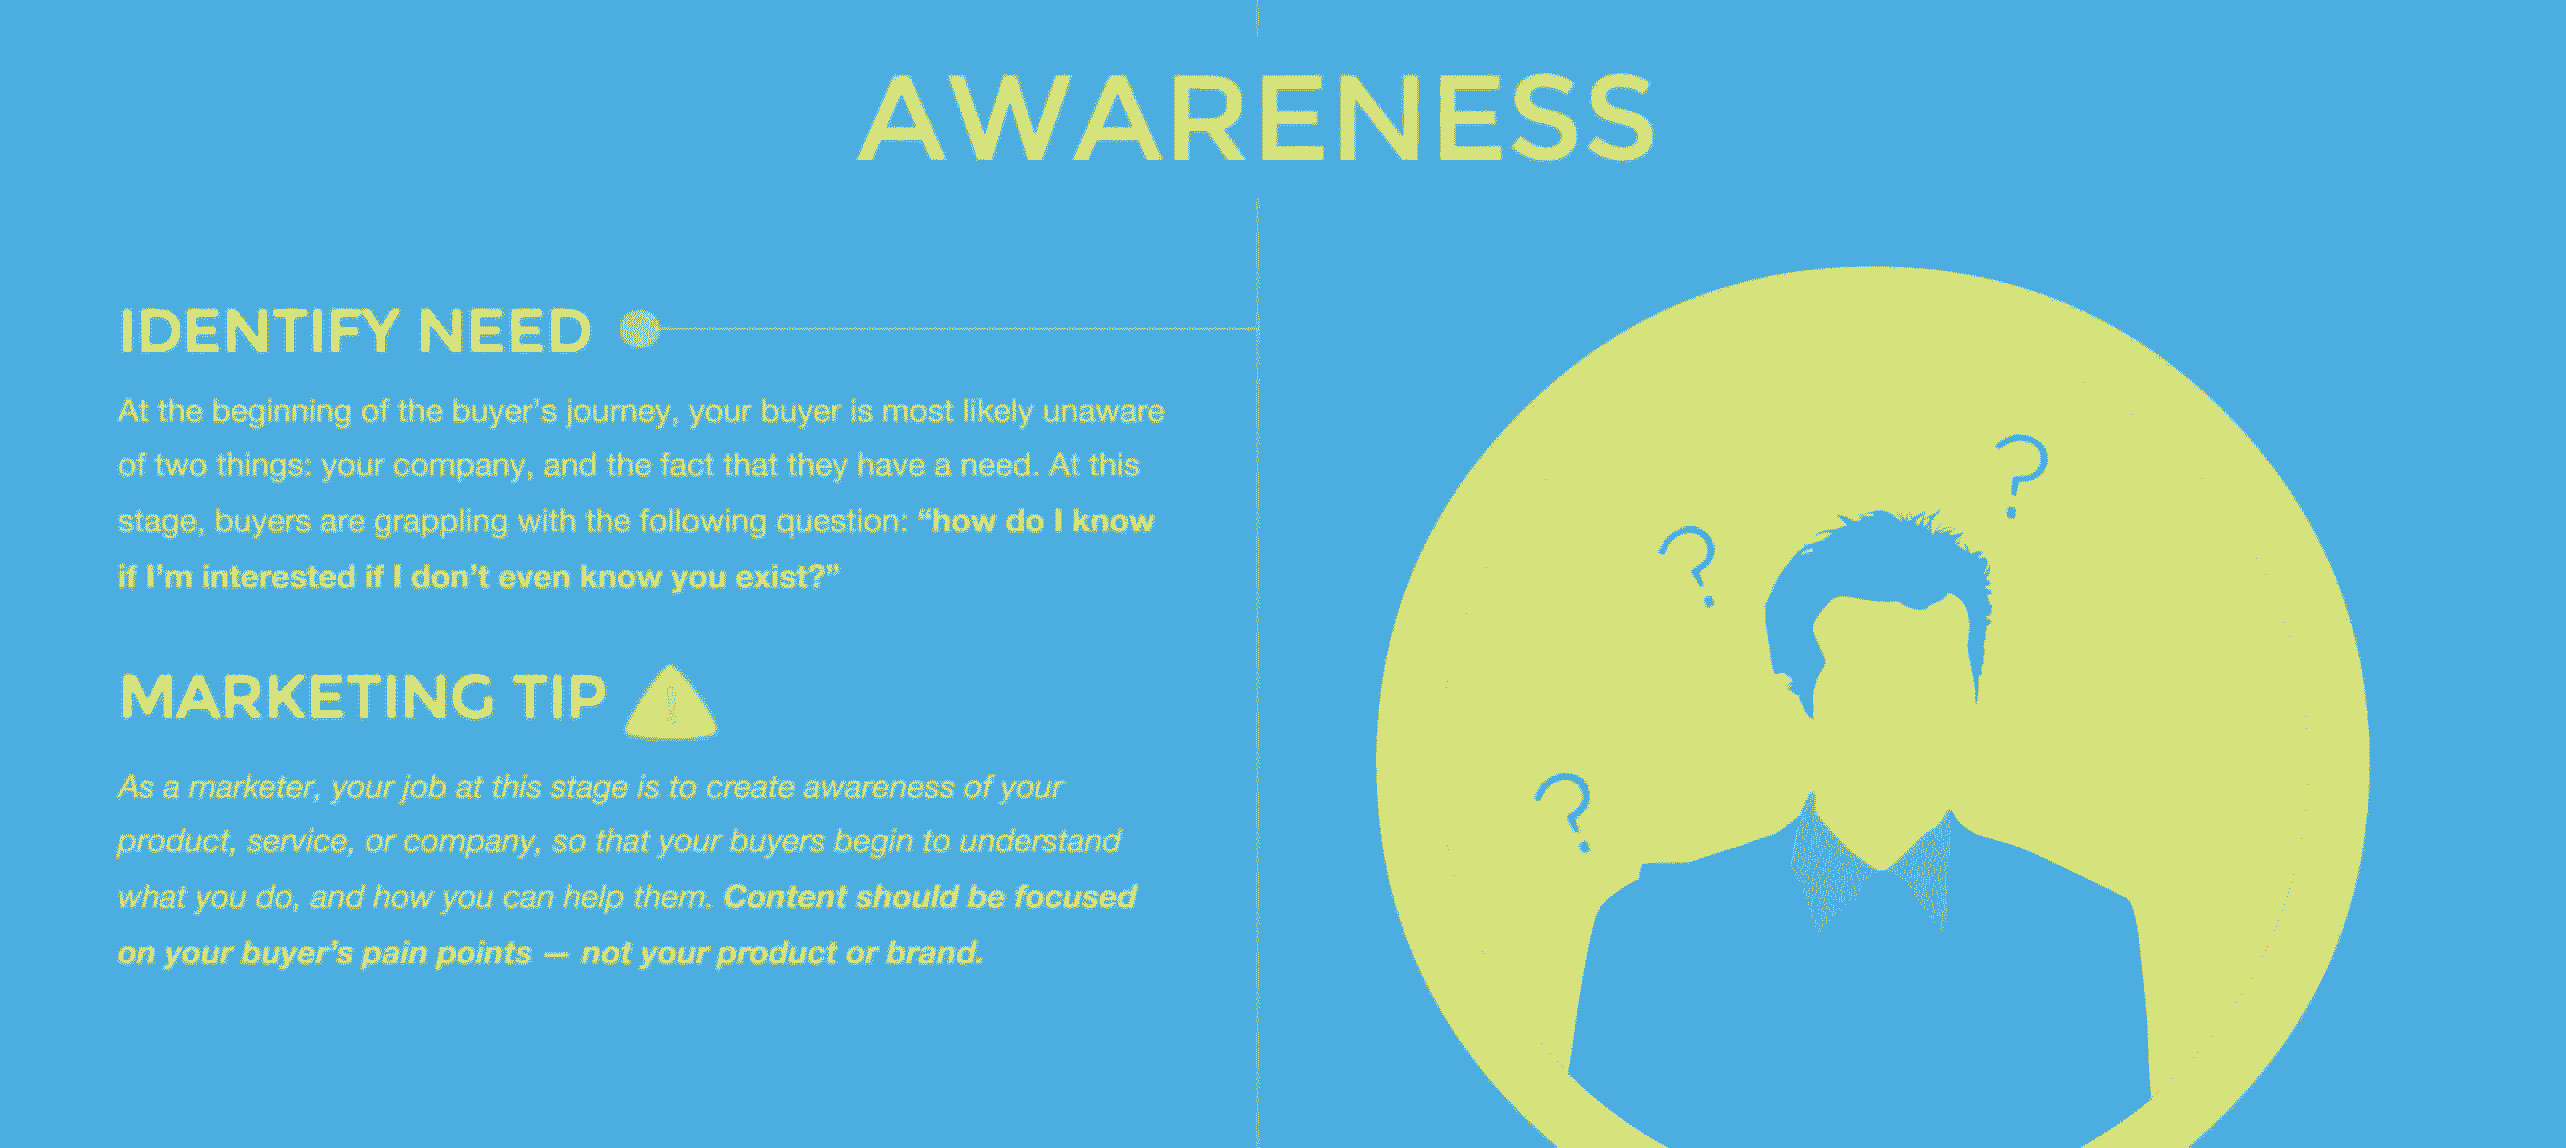 AWARENESS
IDENTIFY NEED
At the beginning of the buyer’s journey, your buyer is most likely unaware
of two things: your company, and the fact that they have a need. At this
stage, buyers are grappling with the following question: “how do I know
if I’m interested if I don’t even know you exist?”
MARKETING TIP
As a marketer, your job at this stage is to create awareness of your
product, service, or company, so that your buyers begin to understand
what you do, and how you can help them. Content should be focused
on your buyer’s pain points — not your product or brand.
?
?
?